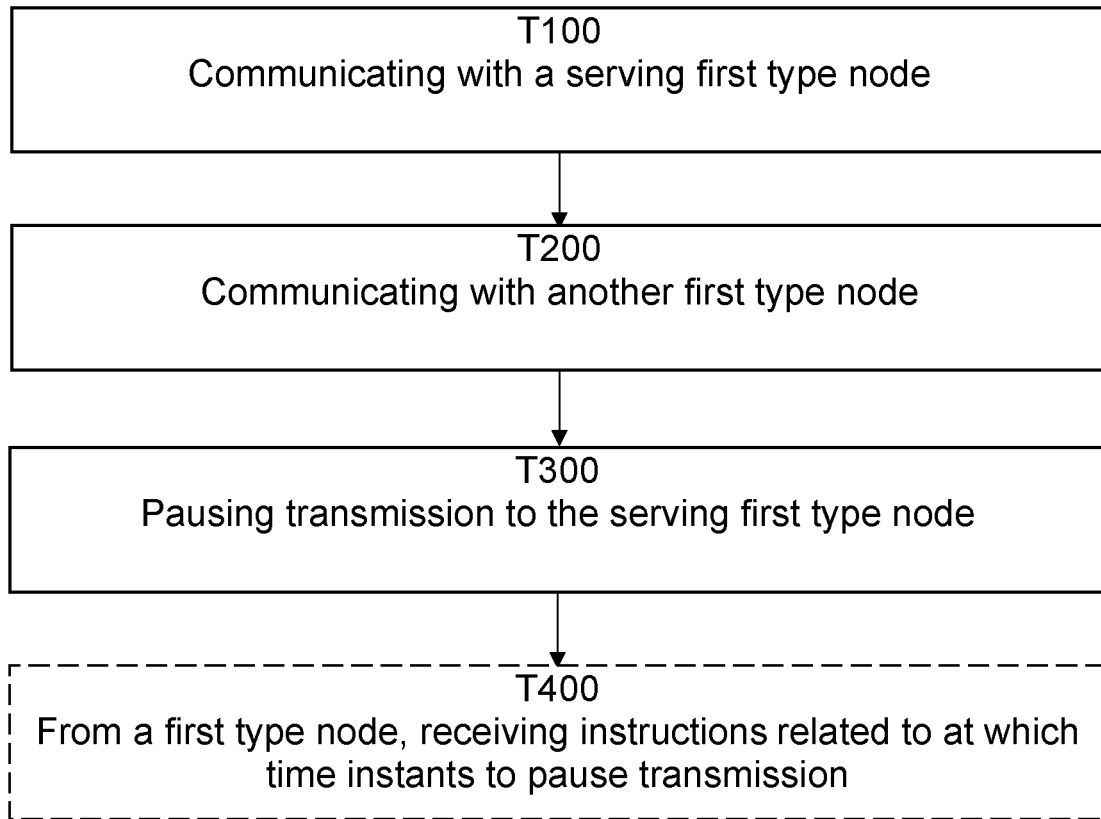 T100
Communicating with a serving first type node
T200
Communicating with another first type node
T300
Pausing transmission to the serving first type node
T400
From a first type node, receiving instructions related to at which
time instants to pause transmission